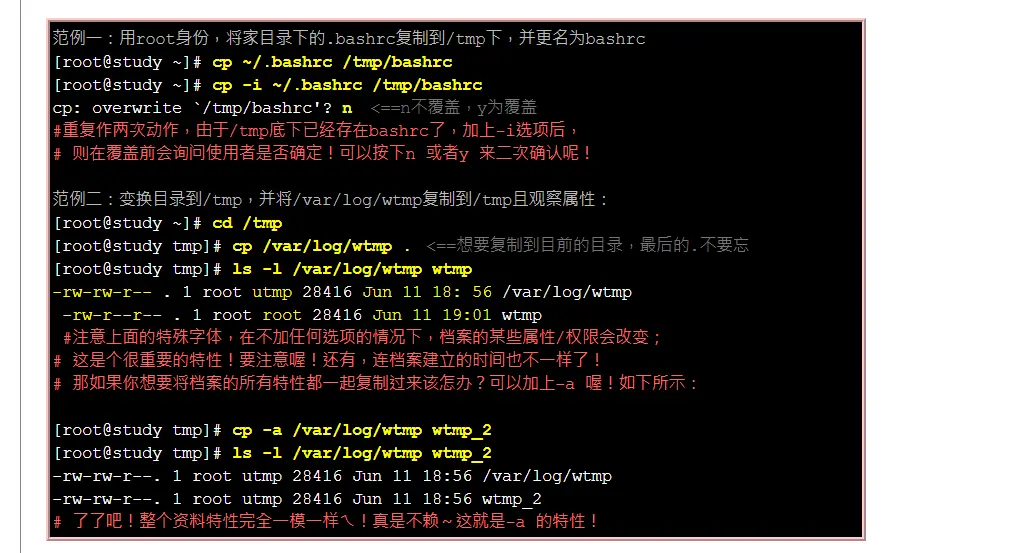 范例一：用root身份，将家目录下的.bashrc复制到/tmp下，并更名为bashrc
[root@study ~]# cp ~/.bashrc /tmp/bashrc
[root@study ~]# cp -i ~/.bashrc /tmp/bashrc
cp: overwrite `/tmp/bashrc'? n <==n不覆盖，y为覆盖
#重复作两次动作，由于/tmp底下已经存在bashrc了，加上-i选项后，
# 则在覆盖前会询问使用者是否确定！可以按下n 或者y 来二次确认呢！
范例二：变换目录到/tmp，并将/var/log/wtmp复制到/tmp且观察属性：
[root@study ~]# cd /tmp
[root@study tmp]# cp /var/log/wtmp . <==想要复制到目前的目录，最后的.不要忘
[root@study tmp]# ls -l /var/log/wtmp wtmp
-rw-rw-r-- . 1 root utmp 28416 Jun 11 18: 56 /var/log/wtmp
-rw-r--r-- . 1 root root 28416 Jun 11 19:01 wtmp
#注意上面的特殊字体，在不加任何选项的情况下，档案的某些属性/权限会改变；
# 这是个很重要的特性！要注意喔！还有，连档案建立的时间也不一样了！
# 那如果你想要将档案的所有特性都一起复制过来该怎办？可以加上-a 喔！如下所示：
[root@study tmp]# cp -a /var/log/wtmp wtmp_2
[root@study tmp]# ls -l /var/log/wtmp wtmp_2
-rw-rw-r--. 1 root utmp 28416 Jun 11 18:56 /var/log/wtmp
-rw-rw-r--. 1 root utmp 28416 Jun 11 18:56 wtmp_2
# 了了吧！整个资料特性完全一模一样ㄟ！真是不赖～这就是-a 的特性！